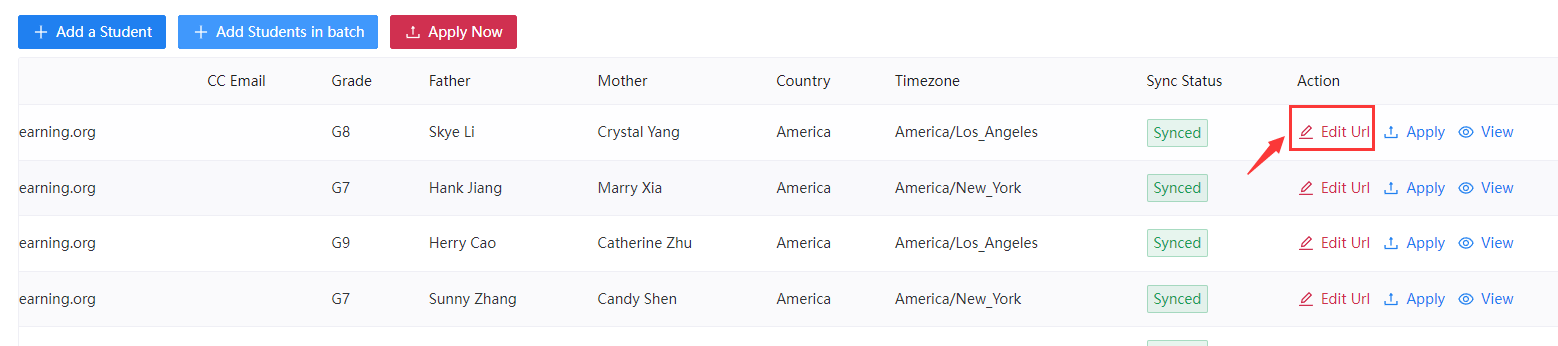 Add a Student Add Students in batch Apply Now
CC Email Grade Father Mother Country Timezone Sync Status Action
earning.org G8 Skye Li Crystal Yang America America/Los_Angeles Synced Edit Url Apply View
earning.org G7 Hank Jiang Marry Xia America America/New_York Synced Edit Url Apply View
earning.org G9 Herry Cao Catherine Zhu America America/Los_Angeles Synced Edit Url Apply View
earning.org G7 Sunny Zhang Candy Shen America America/New_York Synced Edit Url Apply View